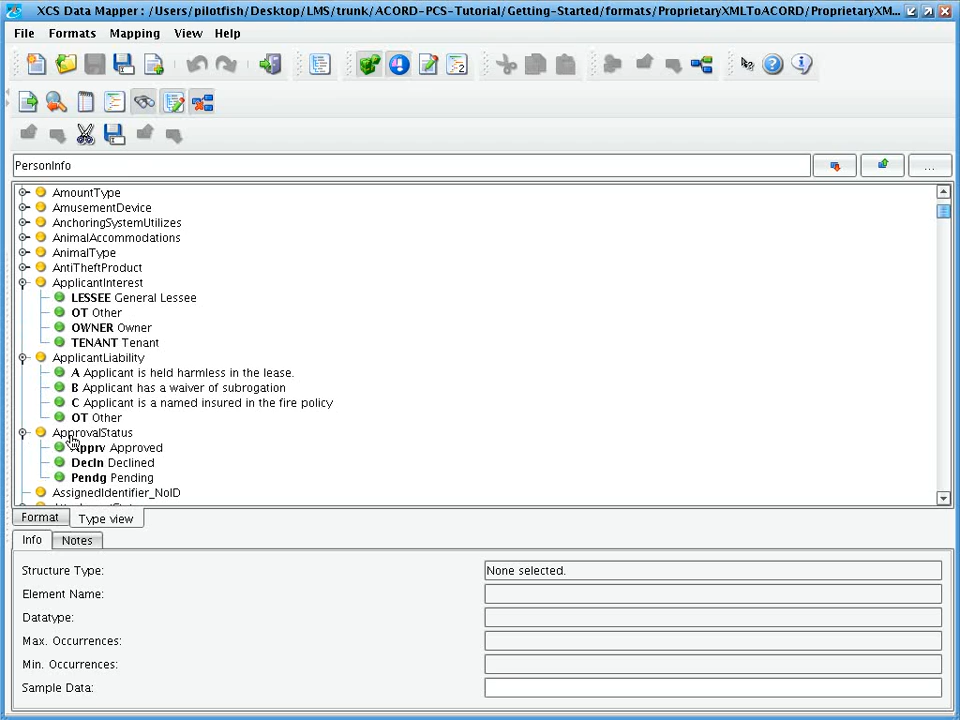 XCS Data Mapper : /Users/pilotfish/Desktop/LMS/trunk/ACORD-PCS-Tutorial/Getting-Started/formats/ProprietaryXMLToACORD/ProprietaryXM...
File Formats Mapping View Help
PersonInfo
...
AmountType
AmusementDevice
AnchoringSystemUtilizes
AnimalAccommodations
AnimalType
AntiTheftProduct
ApplicantInterest
LESSEE General Lessee
OT Other
OWNER Owner
TENANT Tenant
ApplicantLiability
A Applicant is held harmless in the lease.
B Applicant has a waiver of subrogation
C Applicant is a named insured in the fire policy
OT Other
ApprovalStatus
Apprv Approved
Decln Declined
Pendg Pending
AssignedIdentifier_NoID
Format Type view
Info Notes
Structure Type: None selected.
Element Name:
Datatype:
Max. Occurrences:
Min. Occurrences:
Sample Data: